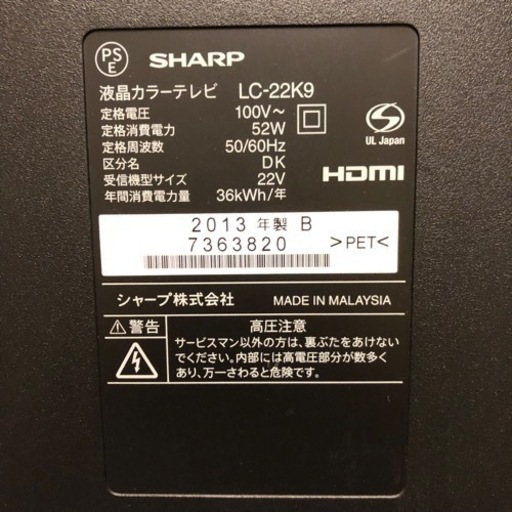 PS
E
SHARP
液晶カラーテレビ LC-22K9
定格電圧 100V～
定格消費電力 52W
定格周波数 50/60Hz
区分名 DK
受信機型サイズ 22V
年間消費電力量 36kWh/年
UL Japan
HDMI
2013 年製 B
7363820
>PET<
シャープ株式会社 MADE IN MALAYSIA
警告 高圧注意
サービスマン以外の方は、裏ぶたをあけない
でください。内部には高電圧部分が数多く
あり、万一さわると危険です。